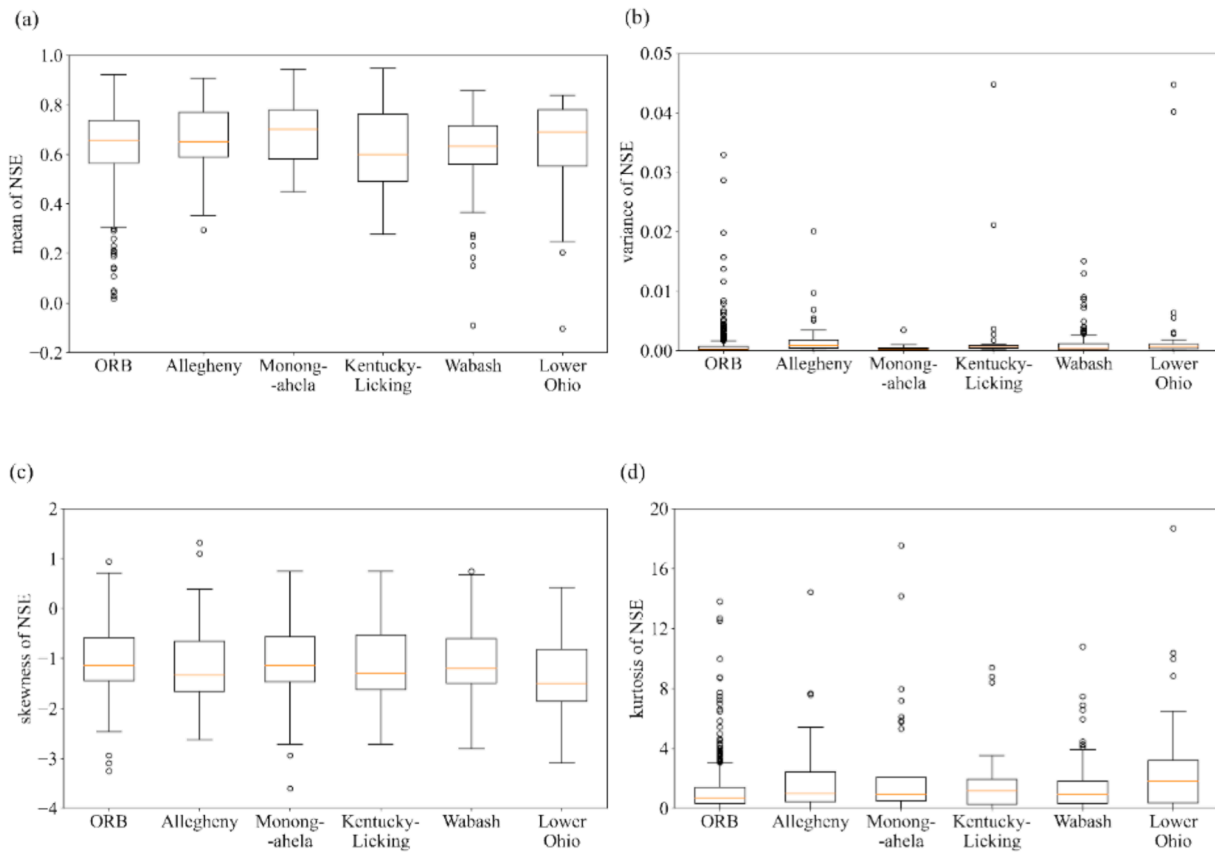 (a)
mean of NSE
1.0
0.8
0.6
0.4
0.2
0.0
−0.2
ORB
Allegheny
Monong-
-ahela
Kentucky-
Licking
Wabash
Lower
Ohio
(b)
variance of NSE
0.05
0.04
0.03
0.02
0.01
0.00
ORB
Allegheny
Monong-
-ahela
Kentucky-
Licking
Wabash
Lower
Ohio
(c)
skewness of NSE
2
1
0
−1
−2
−3
−4
ORB
Allegheny
Monong-
-ahela
Kentucky-
Licking
Wabash
Lower
Ohio
(d)
kurtosis of NSE
20
16
12
8
4
0
ORB
Allegheny
Monong-
-ahela
Kentucky-
Licking
Wabash
Lower
Ohio